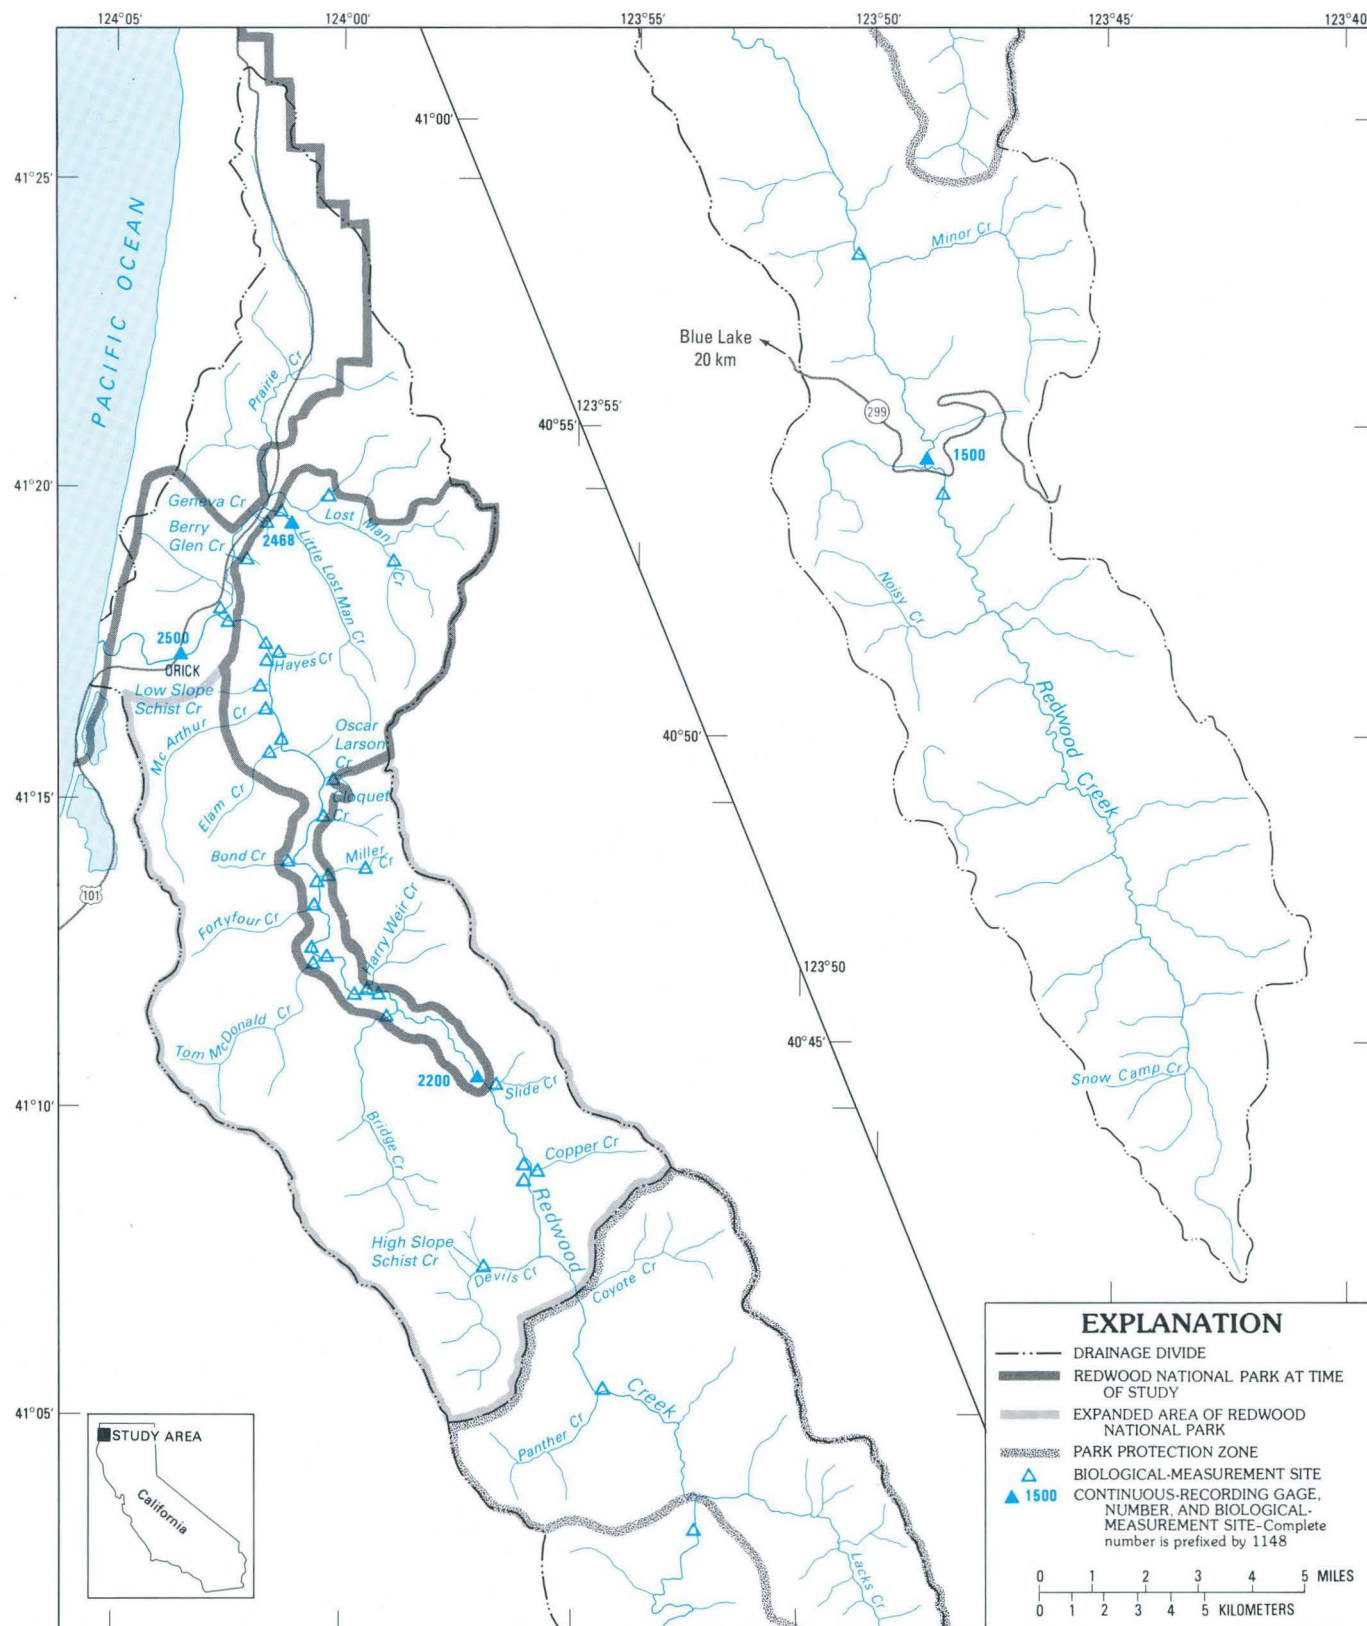 124°05' 124°00' 123°55' 123°50' 123°45' 123°40'
41°00'
41°25'
PACIFIC OCEAN
Minor Cr
Blue Lake
20 km
Prairie Cr
123°55'
40°55'
299
1500
41°20'
Geneva Cr
Lost Man Cr
Berry
Glen Cr
2468
Little Lost Man Cr
Noisy Cr
2500
ORICK
Hayes Cr
Low Slope
Schist Cr
Mc Arthur Cr
Oscar
Larson
Cr
Redwood Creek
40°50'
41°15'
Cloquet
Cr
Elam Cr
Bond Cr
Miller
Cr
101
Fortyfour Cr
Harry Weir Cr
123°50
40°45'
Tom McDonald Cr
Snow Camp Cr
2200
Slide Cr
41°10'
Bridge Cr
Copper Cr
Redwood
High Slope
Schist Cr
Devils Cr
Coyote Cr
Creek
41°05'
Panther Cr
Lacks Cr
STUDY AREA
California
EXPLANATION
DRAINAGE DIVIDE
REDWOOD NATIONAL PARK AT TIME
OF STUDY
EXPANDED AREA OF REDWOOD
NATIONAL PARK
PARK PROTECTION ZONE
BIOLOGICAL-MEASUREMENT SITE
1500 CONTINUOUS-RECORDING GAGE,
NUMBER, AND BIOLOGICAL-
MEASUREMENT SITE-Complete
number is prefixed by 1148
0 1 2 3 4 5 MILES
0 1 2 3 4 5 KILOMETERS